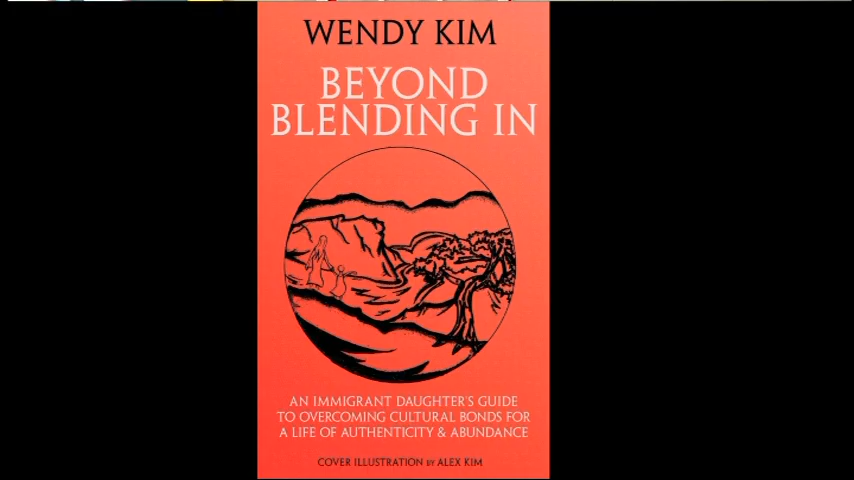 WENDY KIM
BEYOND
BLENDING IN
AN IMMIGRANT DAUGHTER'S GUIDE
TO OVERCOMING CULTURAL BONDS FOR
A LIFE OF AUTHENTICITY & ABUNDANCE
COVER ILLUSTRATION BY ALEX KIM